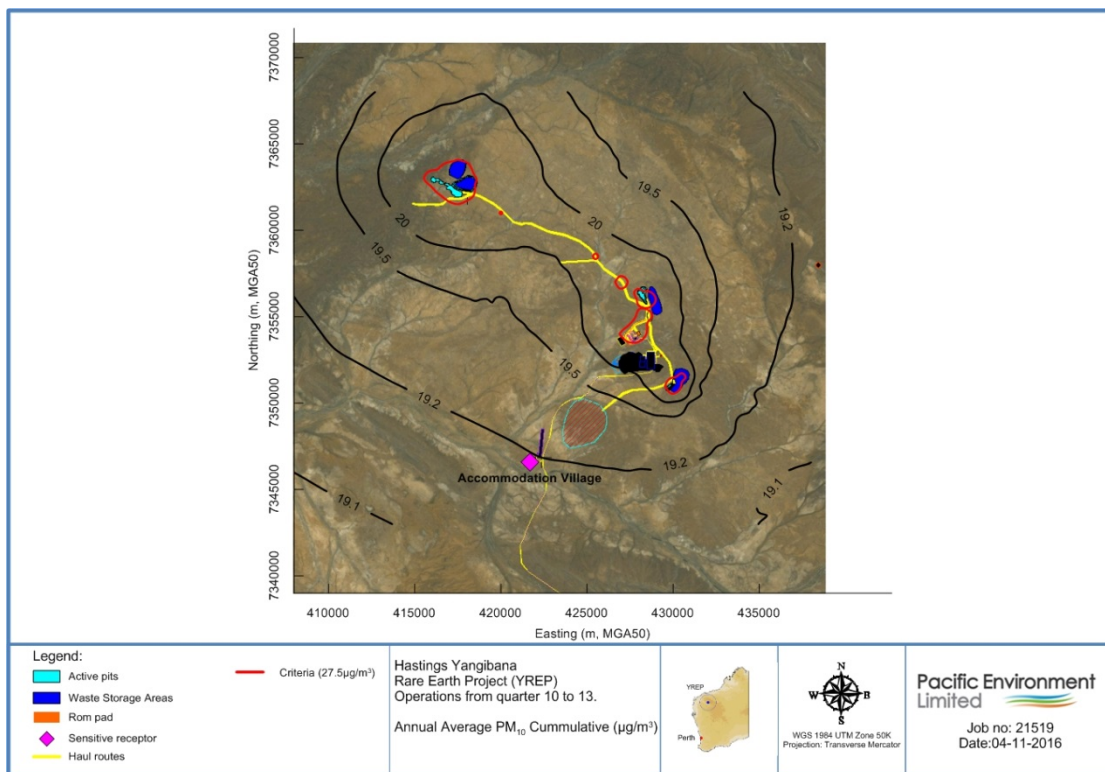 Northing (m, MGA50)
7370000
7365000
7360000
7355000
7350000
7345000
7340000
19.5
19.2
20
20
19.5
19.5
19.2
19.2
19.1
19.1
Accommodation Village
410000 415000 420000 425000 430000 435000
Easting (m, MGA50)
Legend:
Active pits
Waste Storage Areas
Rom pad
Sensitive receptor
Haul routes
Criteria (27.5µg/m³)
Hastings Yangibana
Rare Earth Project (YREP)
Operations from quarter 10 to 13.
Annual Average PM₁₀ Cummulative (µg/m³)
YREP
Perth
N
W B
S
WGS 1984 UTM Zone 50K
Projection: Transverse Mercator
Pacific Environment
Limited
Job no: 21519
Date:04-11-2016